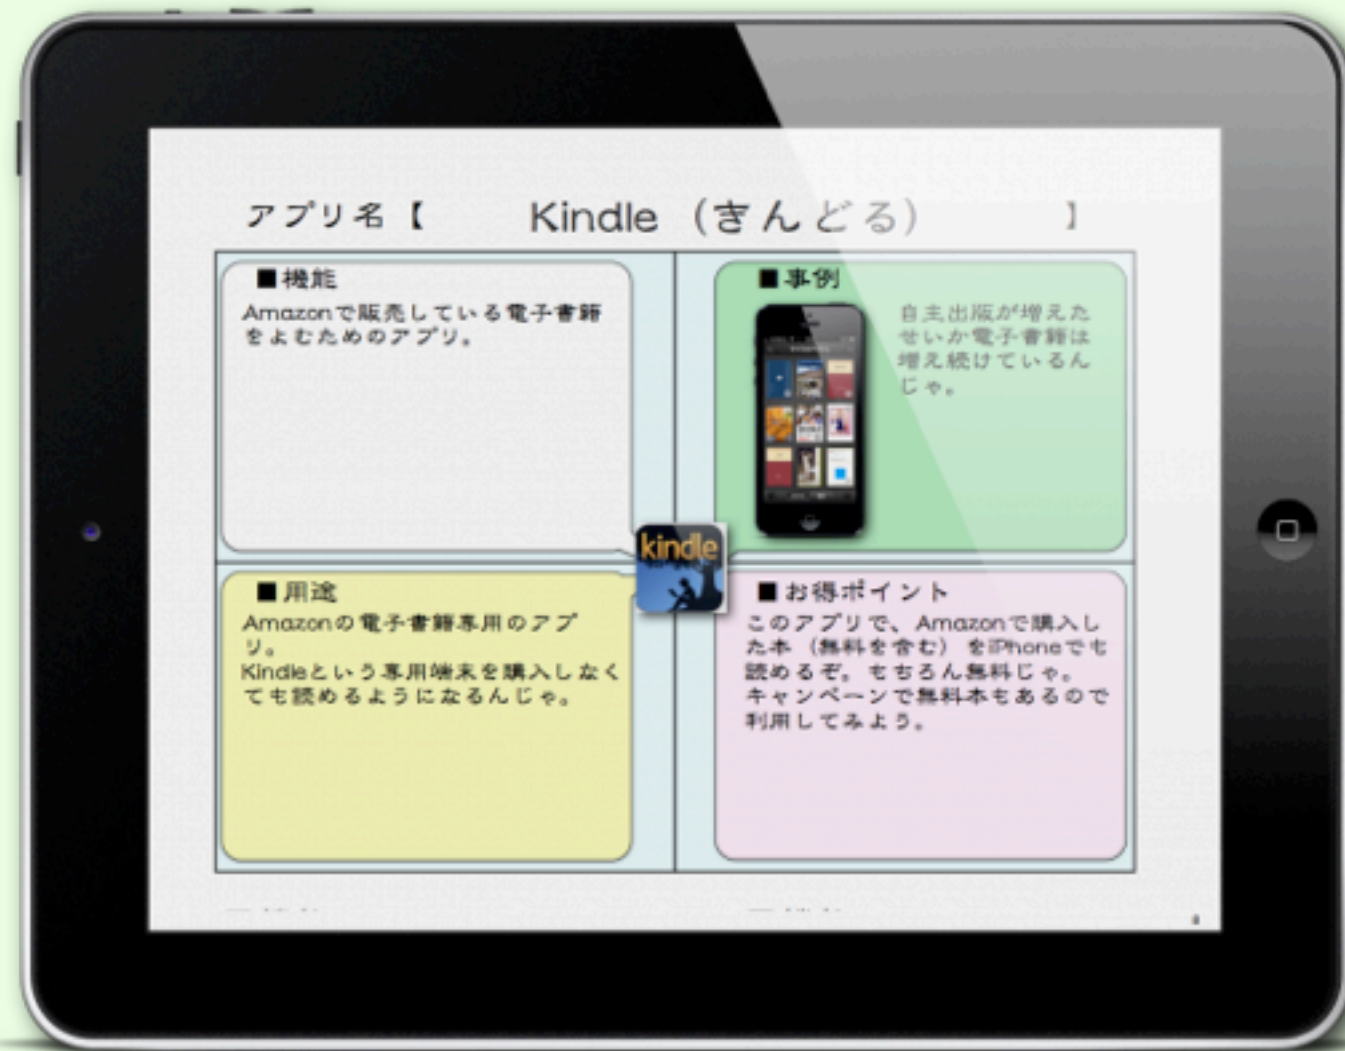 アプリ名【 Kindle （きんどる） 】
■機能
Amazonで販売している電子書籍
をよむためのアプリ。
■事例
自主出版が増えた
せいか電子書籍は
増え続けているん
じゃ。
kindle
■用途
Amazonの電子書籍専用のアプ
リ。
Kindleという専用端末を購入しなく
ても読めるようになるんじゃ。
■お得ポイント
このアプリで、Amazonで購入し
た本（無料を含む）をiPhoneでも
読めるぞ。もちろん無料じゃ。
キャンペーンで無料本もあるので
利用してみよう。